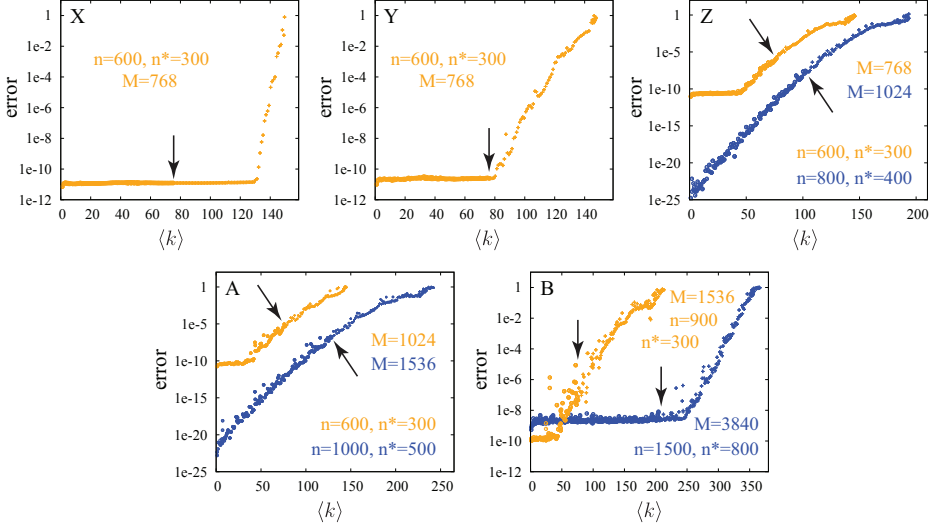 X
n=600, n*=300
M=768
error
1
1e-2
1e-4
1e-6
1e-8
1e-10
1e-12
0 20 40 60 80 100 120 140 160
⟨k⟩
Y
n=600, n*=300
M=768
error
1
1e-2
1e-4
1e-6
1e-8
1e-10
1e-12
0 20 40 60 80 100 120 140
⟨k⟩
Z
M=768
M=1024
n=600, n*=300
n=800, n*=400
error
1
1e-5
1e-10
1e-15
1e-20
1e-25
0 50 100 150 200
⟨k⟩
A
M=1024
M=1536
n=600, n*=300
n=1000, n*=500
error
1
1e-5
1e-10
1e-15
1e-20
1e-25
0 50 100 150 200 250
⟨k⟩
B
M=1536
n=900
n*=300
M=3840
n=1500, n*=800
error
1
1e-2
1e-4
1e-6
1e-8
1e-10
1e-12
0 50 100 150 200 250 300 350
⟨k⟩